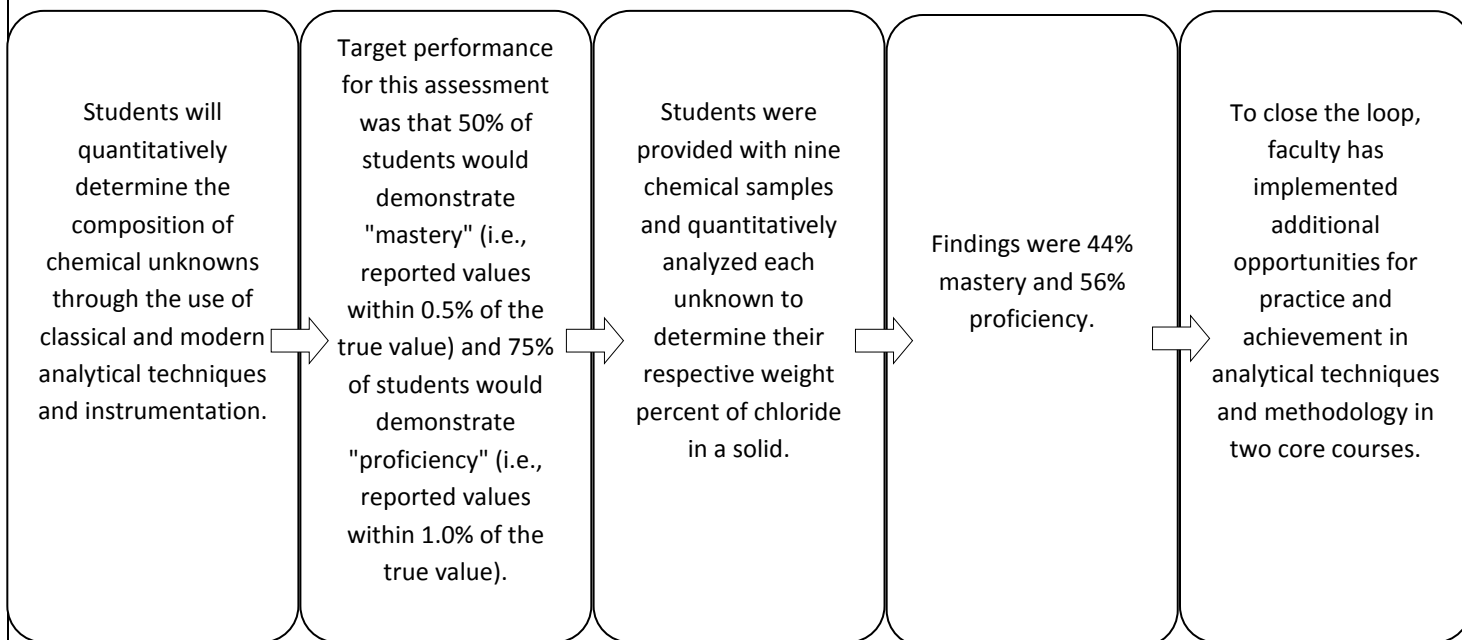 Students will
quantitatively
determine the
composition of
chemical unknowns
through the use of
classical and modern
analytical techniques
and instrumentation.
Target performance
for this assessment
was that 50% of
students would
demonstrate
"mastery" (i.e.,
reported values
within 0.5% of the
true value) and 75%
of students would
demonstrate
"proficiency" (i.e.,
reported values
within 1.0% of the
true value).
Students were
provided with nine
chemical samples
and quantitatively
analyzed each
unknown to
determine their
respective weight
percent of chloride
in a solid.
Findings were 44%
mastery and 56%
proficiency.
To close the loop,
faculty has
implemented
additional
opportunities for
practice and
achievement in
analytical techniques
and methodology in
two core courses.